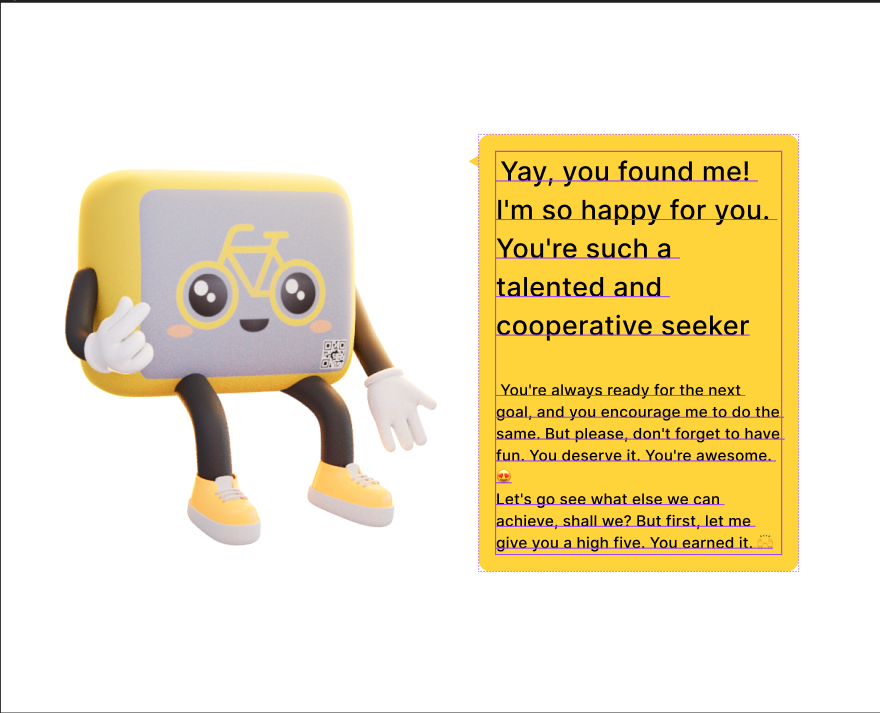 Yay, you found me!
I'm so happy for you.
You're such a
talented and
cooperative seeker
You're always ready for the next
goal, and you encourage me to do the
same. But please, don't forget to have
fun. You deserve it. You're awesome.
😍
Let's go see what else we can
achieve, shall we? But first, let me
give you a high five. You earned it. 🙌